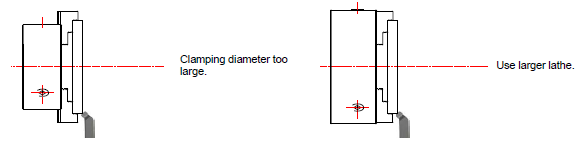 Clamping diameter too
large.
Use larger lathe.